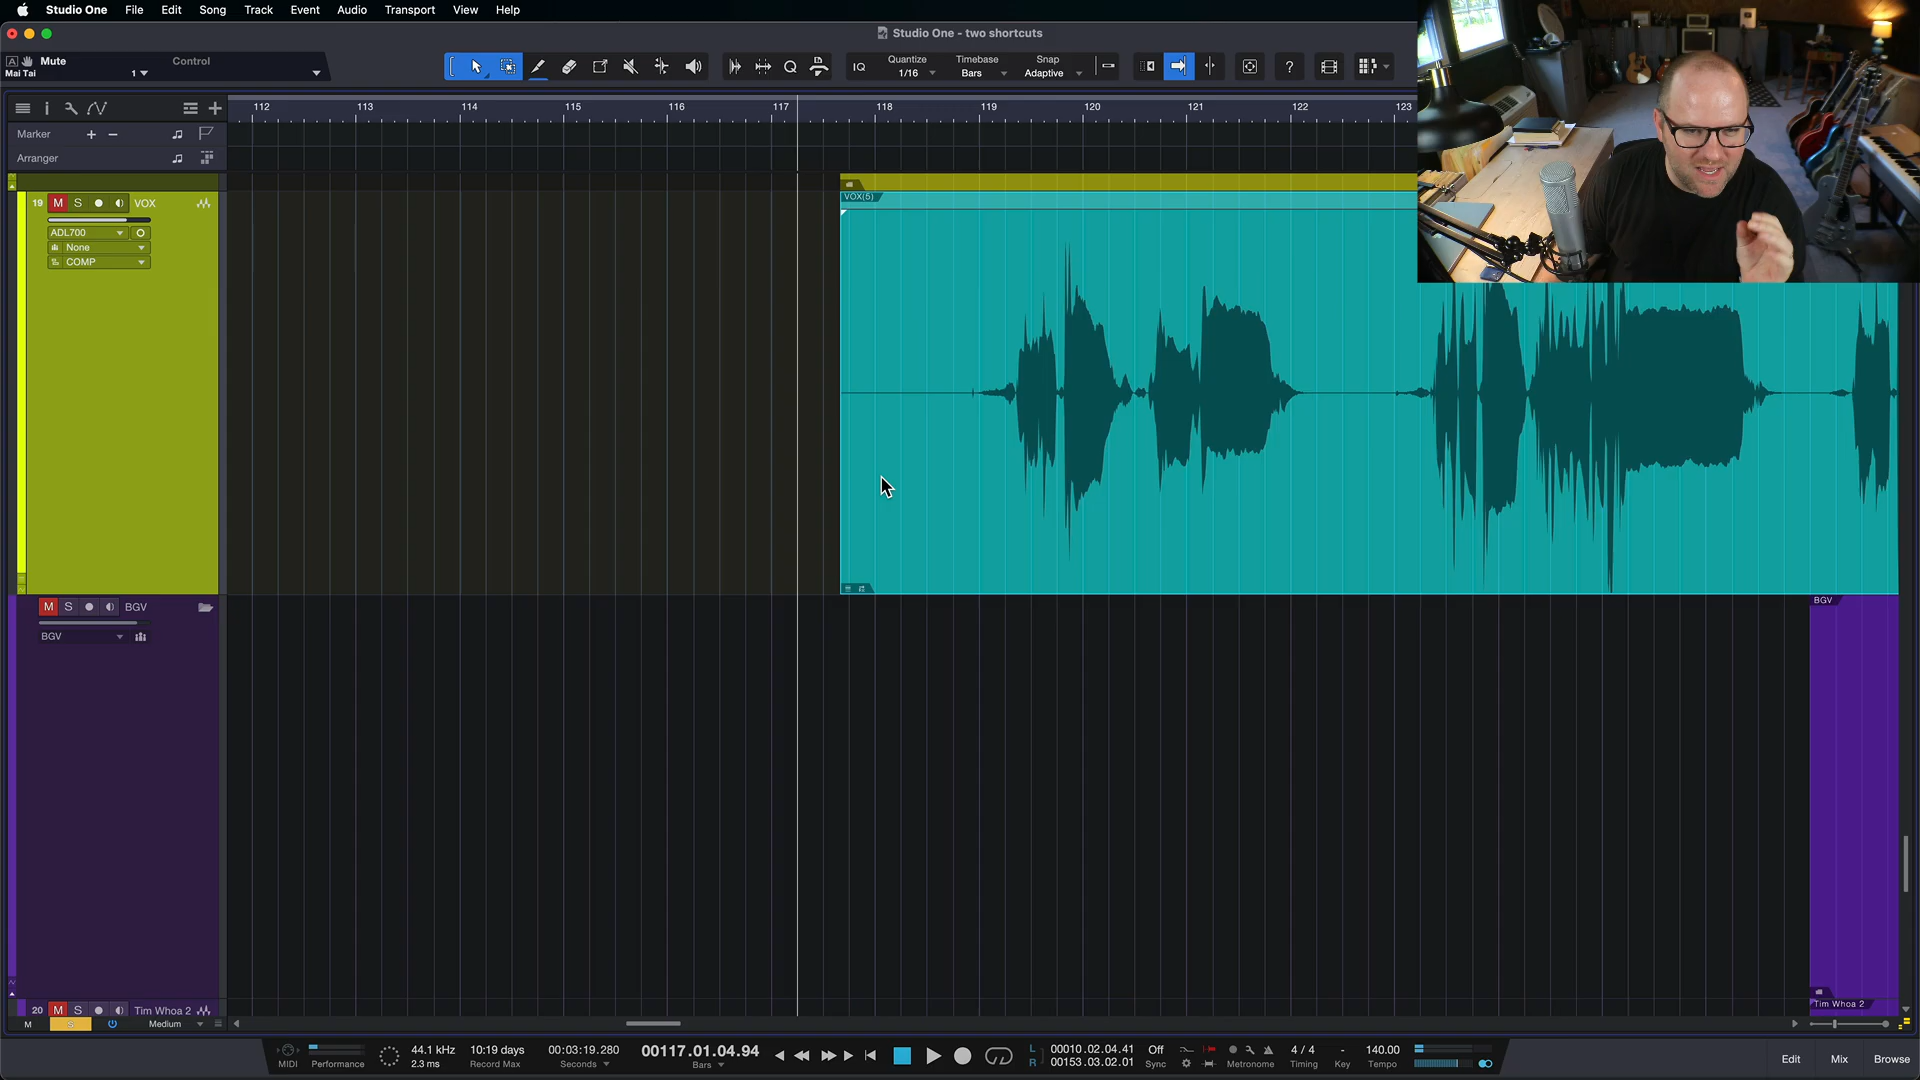 Studio One File Edit Song Track Event Audio Transport View Help
Studio One - two shortcuts
Mute
Mai Tai
Control
1
IQ
Quantize
1/16
Timebase
Bars
Snap
Adaptive
?
112 113 114 115 116 117 118 119 120 121 122 123
Marker
Arranger
19 M S VOX
ADL700
None
COMP
VOX(5)
M S BGV
BGV
BGV
20 M S Tim Whoa 2
Tim Whoa 2
M S Medium
MIDI
Performance
44.1 kHz
2.3 ms
10:19 days
Record Max
00:03:19.280
Seconds
00117.01.04.94
Bars
L 00010.02.04.41
R 00153.03.02.01
Off
Sync
Metronome
4 / 4
Timing
-
Key
140.00
Tempo
Edit Mix Browse